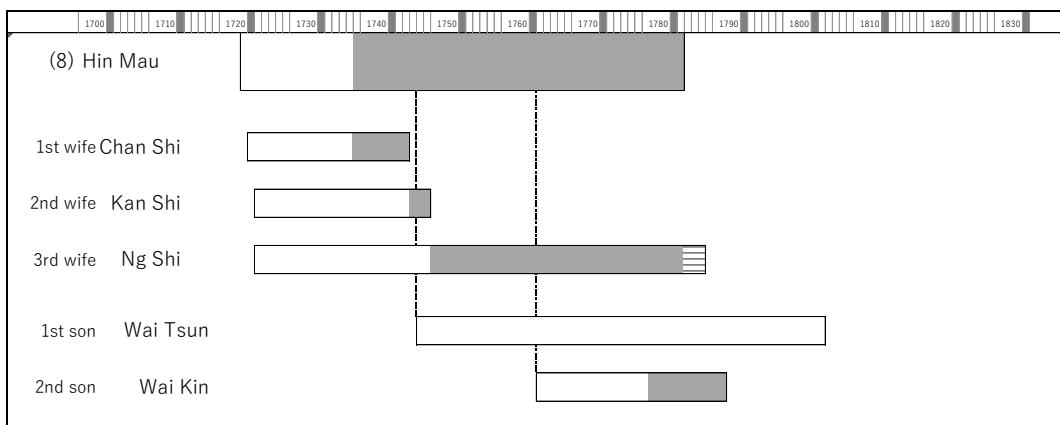 1700 1710 1720 1730 1740 1750 1760 1770 1780 1790 1800 1810 1820 1830
(8) Hin Mau
1st wife Chan Shi
2nd wife Kan Shi
3rd wife Ng Shi
1st son Wai Tsun
2nd son Wai Kin